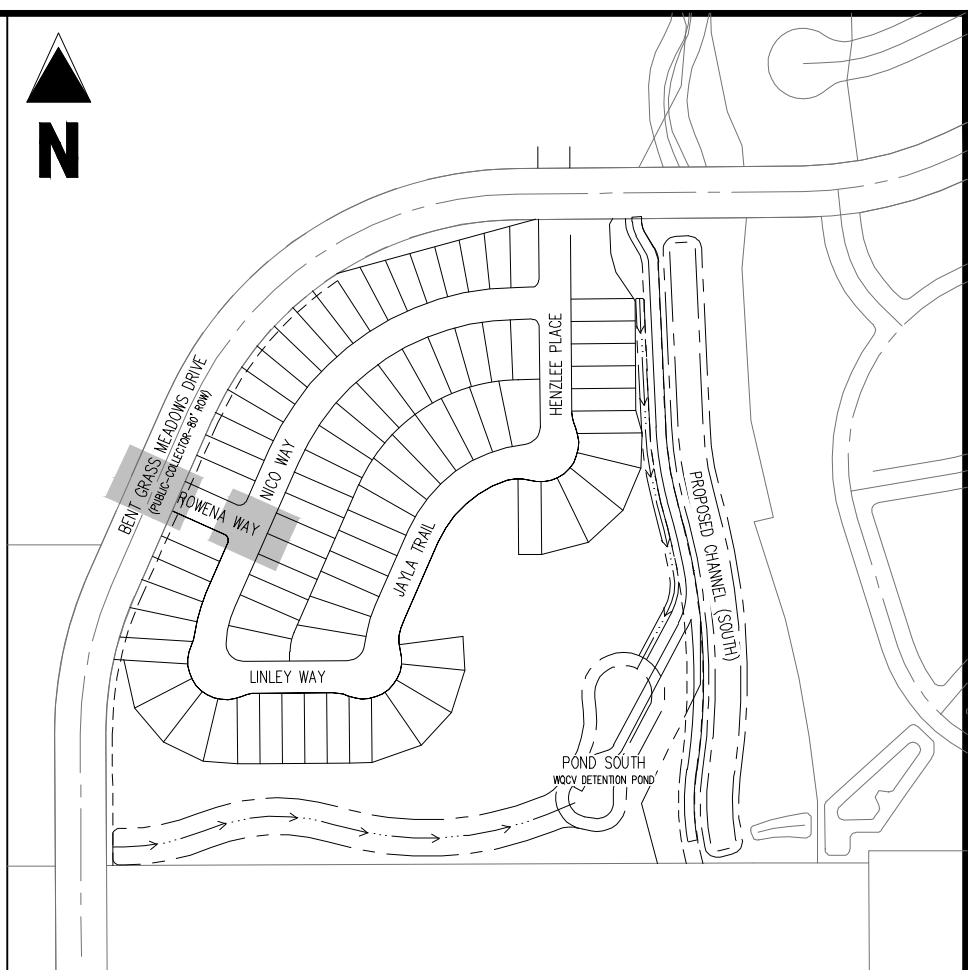 N
BENT GRASS MEADOWS DRIVE
(PUBLIC-COLLECTOR-80' ROW)
ROWENA WAY
NICO WAY
HENZLEE PLACE
JAYLA TRAIL
LINLEY WAY
PROPOSED CHANNEL (SOUTH)
POND SOUTH
WQCV DETENTION POND